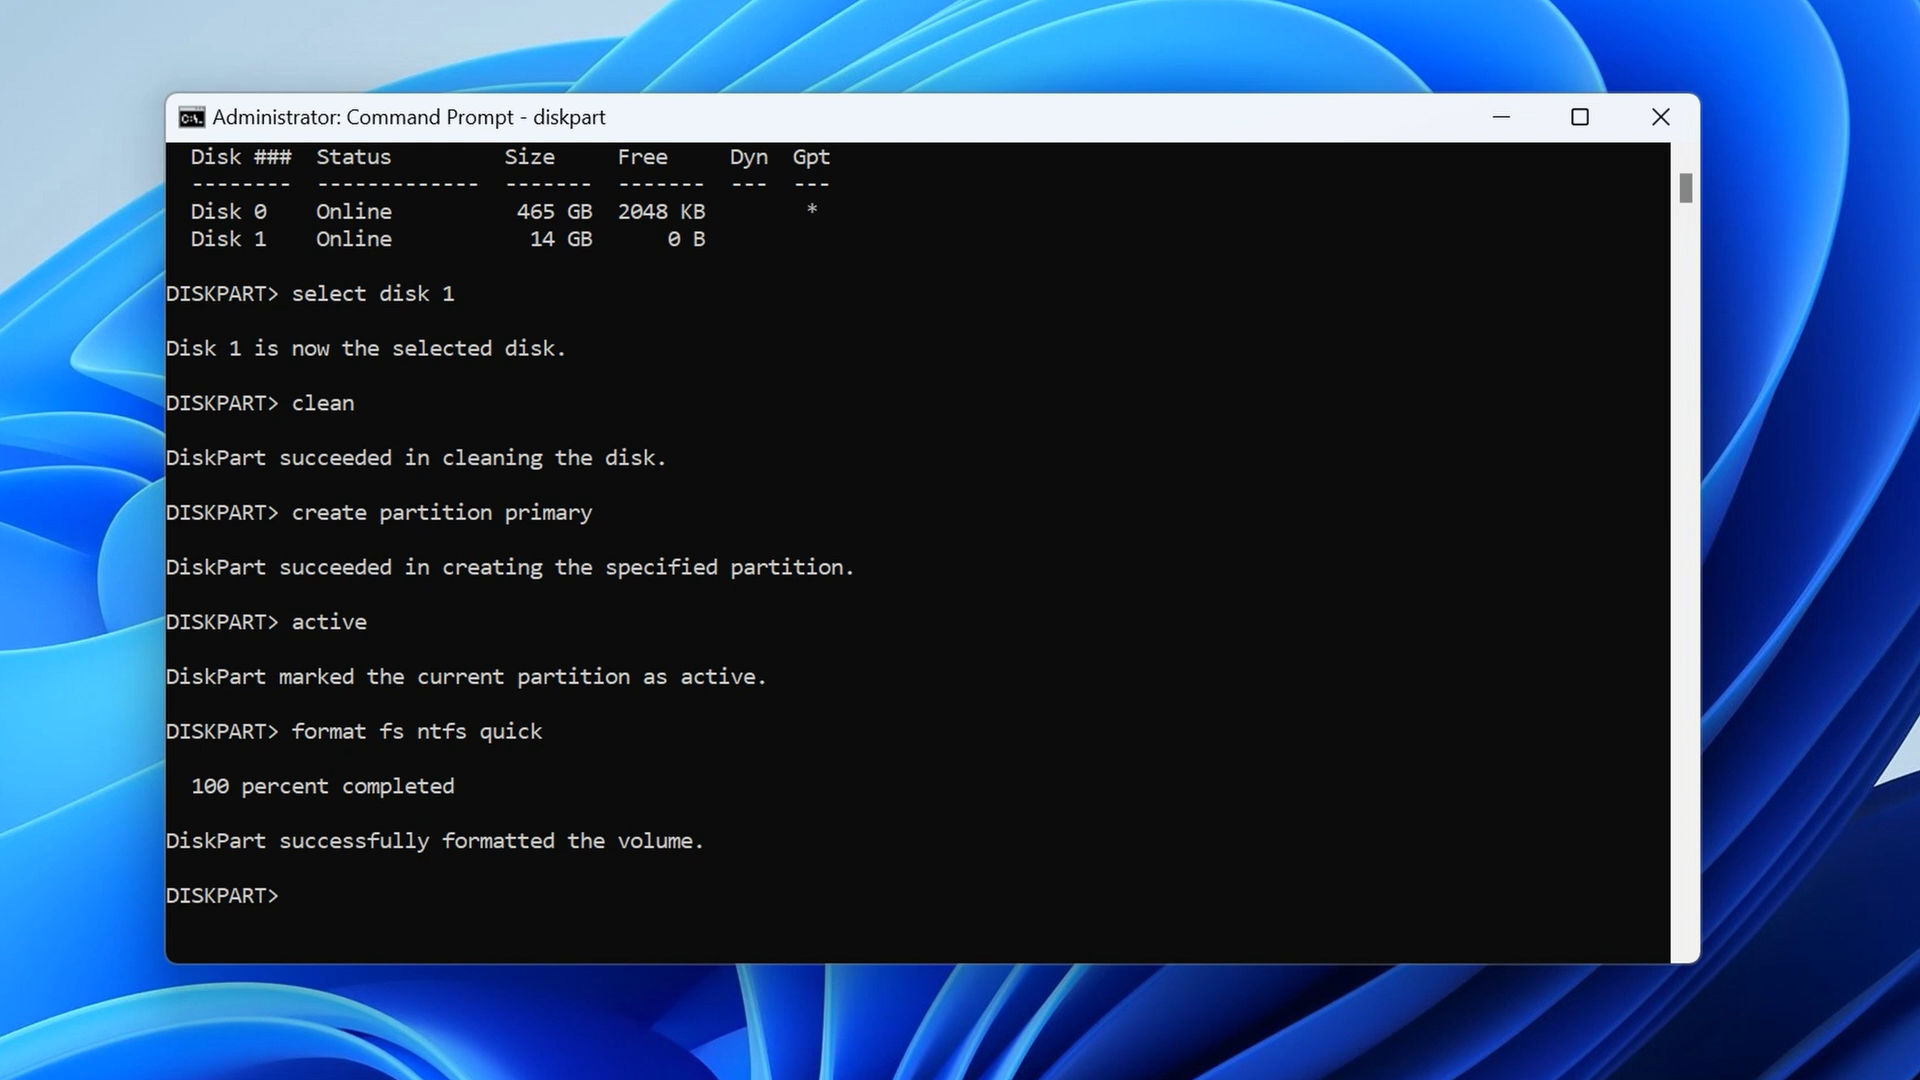 Administrator: Command Prompt - diskpart
Disk ###  Status         Size     Free     Dyn  Gpt
--------  -------------  -------  -------  ---  ---
Disk 0    Online          465 GB  2048 KB        *
Disk 1    Online           14 GB      0 B
DISKPART> select disk 1
Disk 1 is now the selected disk.
DISKPART> clean
DiskPart succeeded in cleaning the disk.
DISKPART> create partition primary
DiskPart succeeded in creating the specified partition.
DISKPART> active
DiskPart marked the current partition as active.
DISKPART> format fs ntfs quick
100 percent completed
DiskPart successfully formatted the volume.
DISKPART>